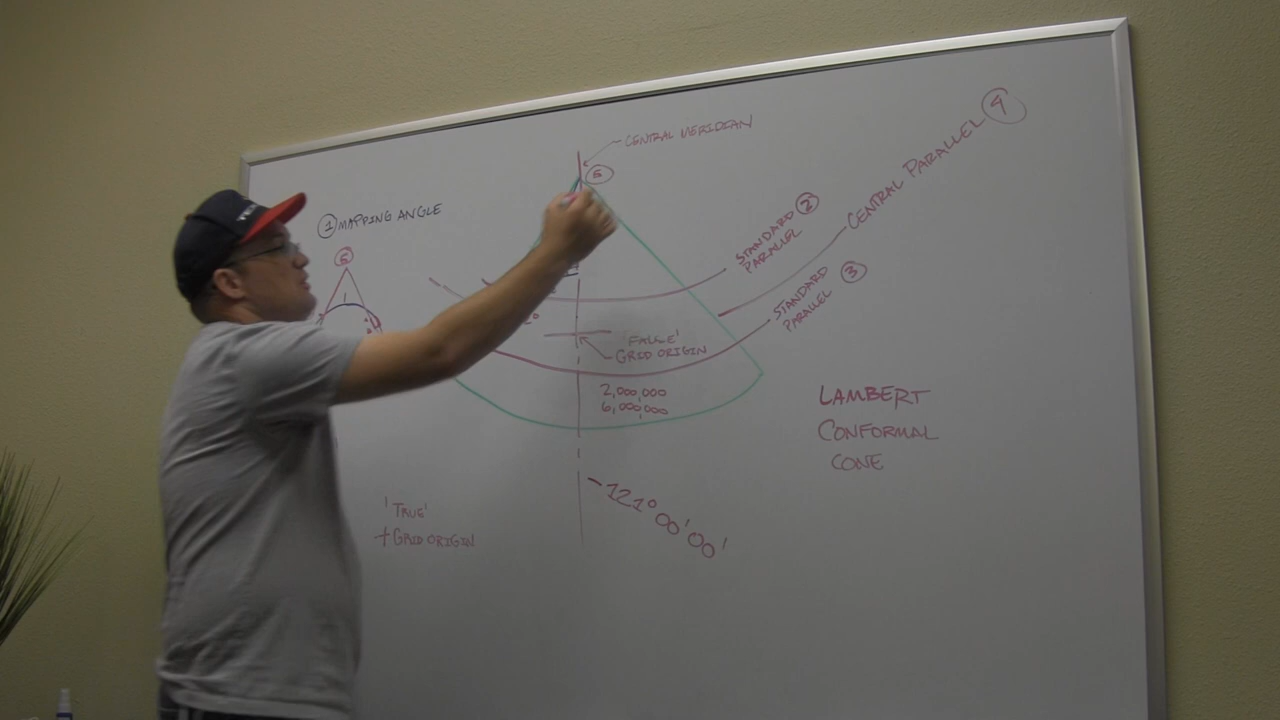 CENTRAL MERIDIAN
5
4
CENTRAL PARALLEL
1 MAPPING ANGLE
STANDARD 2
PARALLEL
STANDARD 3
PARALLEL
'FALSE'
GRID ORIGIN
2,000,000
6,000,000
LAMBERT
CONFORMAL
CONE
-121° 00' 00'
'TRUE'
+ GRID ORIGIN